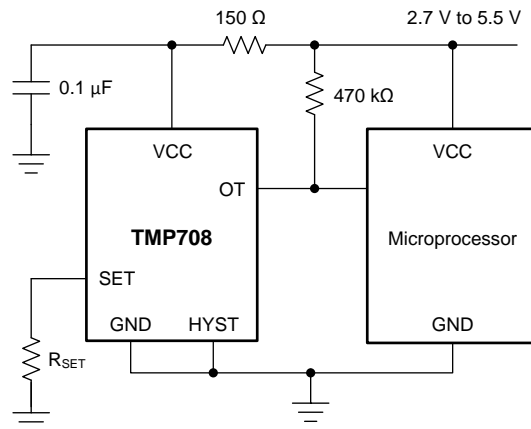 150 Ω
2.7 V to 5.5 V
0.1 µF
470 kΩ
VCC
VCC
OT
TMP708
Microprocessor
SET
GND
HYST
GND
RSET